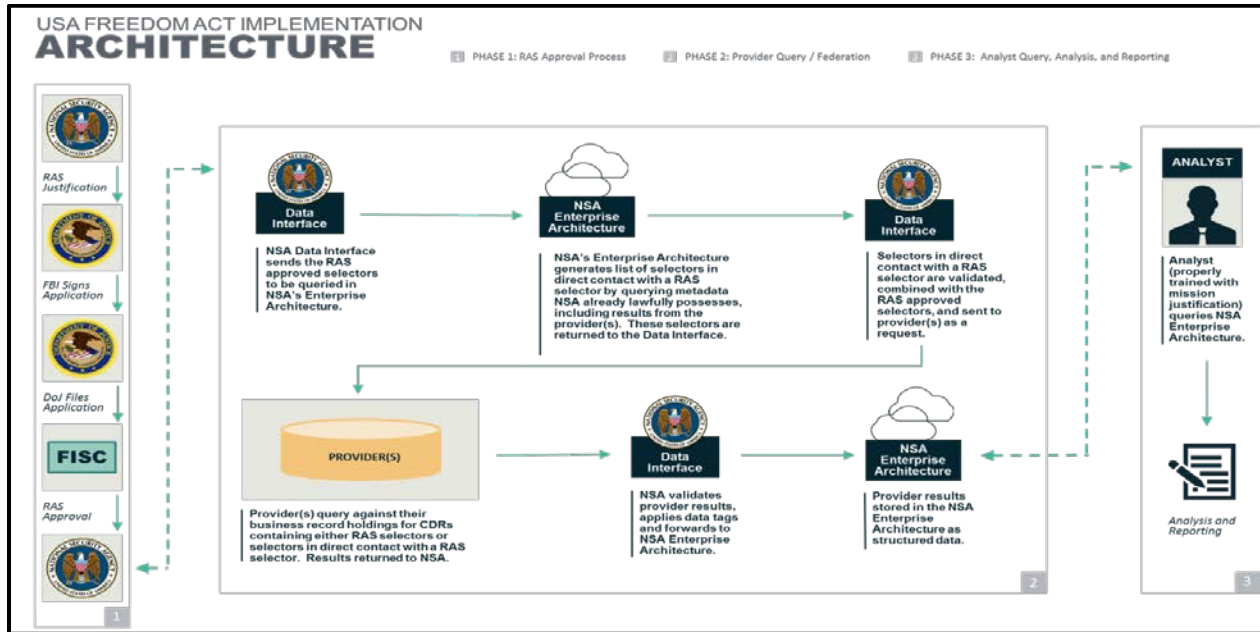 USA FREEDOM ACT IMPLEMENTATION
ARCHITECTURE
1 PHASE 1: RAS Approval Process
2 PHASE 2: Provider Query / Federation
3 PHASE 3: Analyst Query, Analysis, and Reporting
RAS
Justification
FBI Signs
Application
DoJ Files
Application
FISC
RAS
Approval
1
Data
Interface
NSA Data Interface
sends the RAS
approved selectors
to be queried in
NSA's Enterprise
Architecture.
NSA
Enterprise
Architecture
NSA's Enterprise Architecture
generates list of selectors in
direct contact with a RAS
selector by querying metadata
NSA already lawfully possesses,
including results from the
provider(s). These selectors are
returned to the Data Interface.
Data
Interface
Selectors in direct
contact with a RAS
selector are validated,
combined with the
RAS approved
selectors, and sent to
provider(s) as a
request.
PROVIDER(S)
Provider(s) query against their
business record holdings for CDRs
containing either RAS selectors or
selectors in direct contact with a RAS
selector. Results returned to NSA.
Data
Interface
NSA validates
provider results,
applies data tags
and forwards to
NSA Enterprise
Architecture.
NSA
Enterprise
Architecture
Provider results
stored in the NSA
Enterprise
Architecture as
structured data.
2
ANALYST
Analyst
(properly
trained with
mission
justification)
queries NSA
Enterprise
Architecture.
Analysis and
Reporting
3